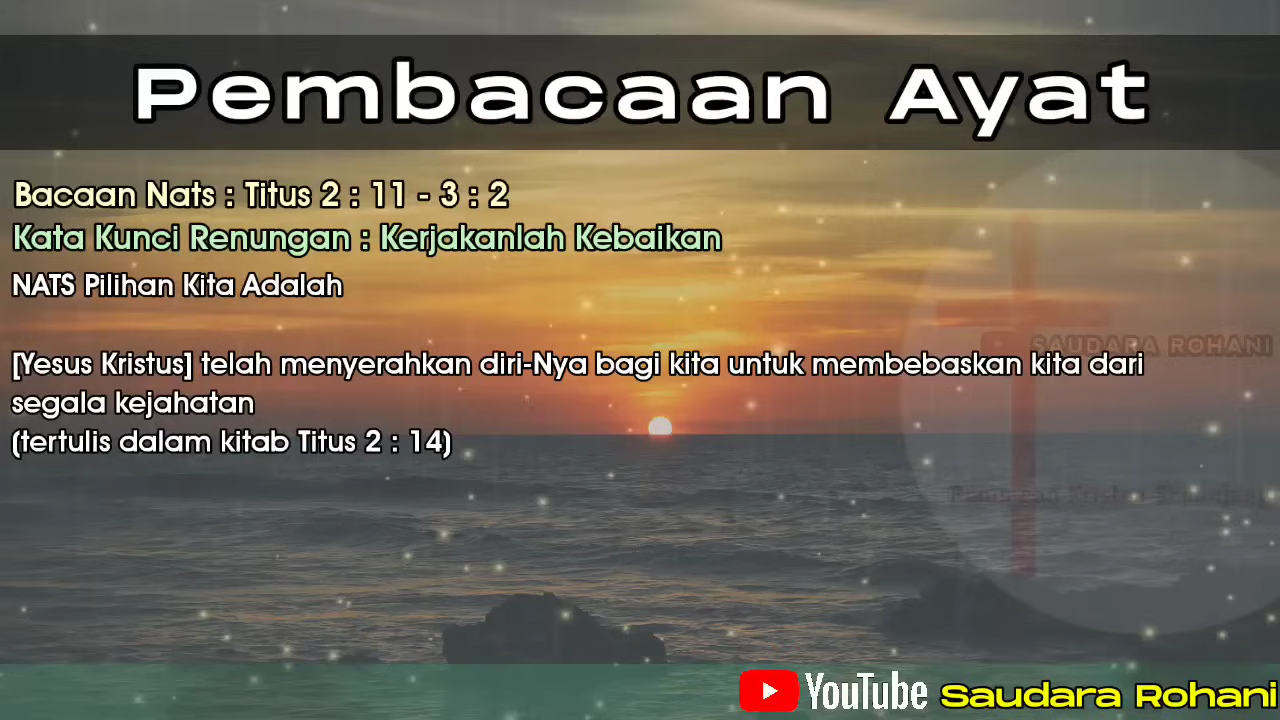 Pembacaan Ayat
Bacaan Nats : Titus 2 : 11 - 3 : 2
Kata Kunci Renungan : Kerjakanlah Kebaikan
NATS Pilihan Kita Adalah
[Yesus Kristus] telah menyerahkan diri-Nya bagi kita untuk membebaskan kita dari
segala kejahatan
(tertulis dalam kitab Titus 2 : 14)
SAUDARA ROHANI
YouTube Saudara Rohani